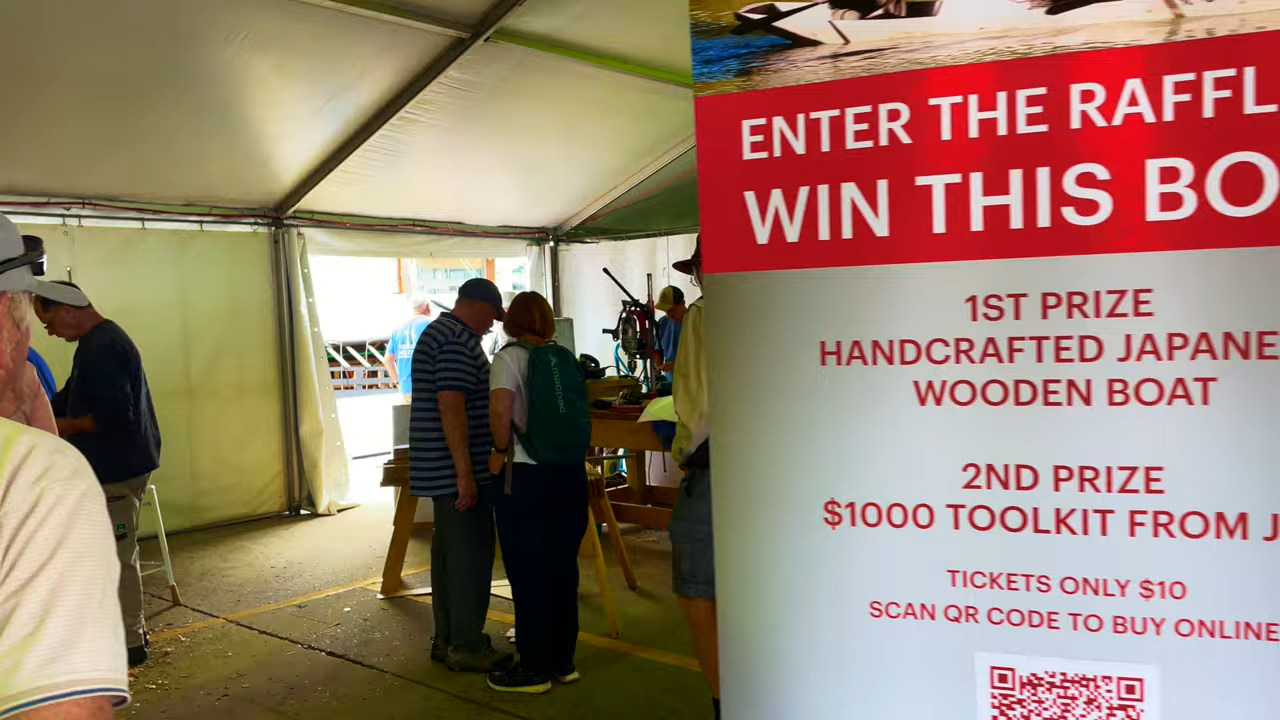 ENTER THE RAFFL
WIN THIS BO
1ST PRIZE
HANDCRAFTED JAPANE
WOODEN BOAT
2ND PRIZE
$1000 TOOLKIT FROM J
TICKETS ONLY $10
SCAN QR CODE TO BUY ONLINE
macpac